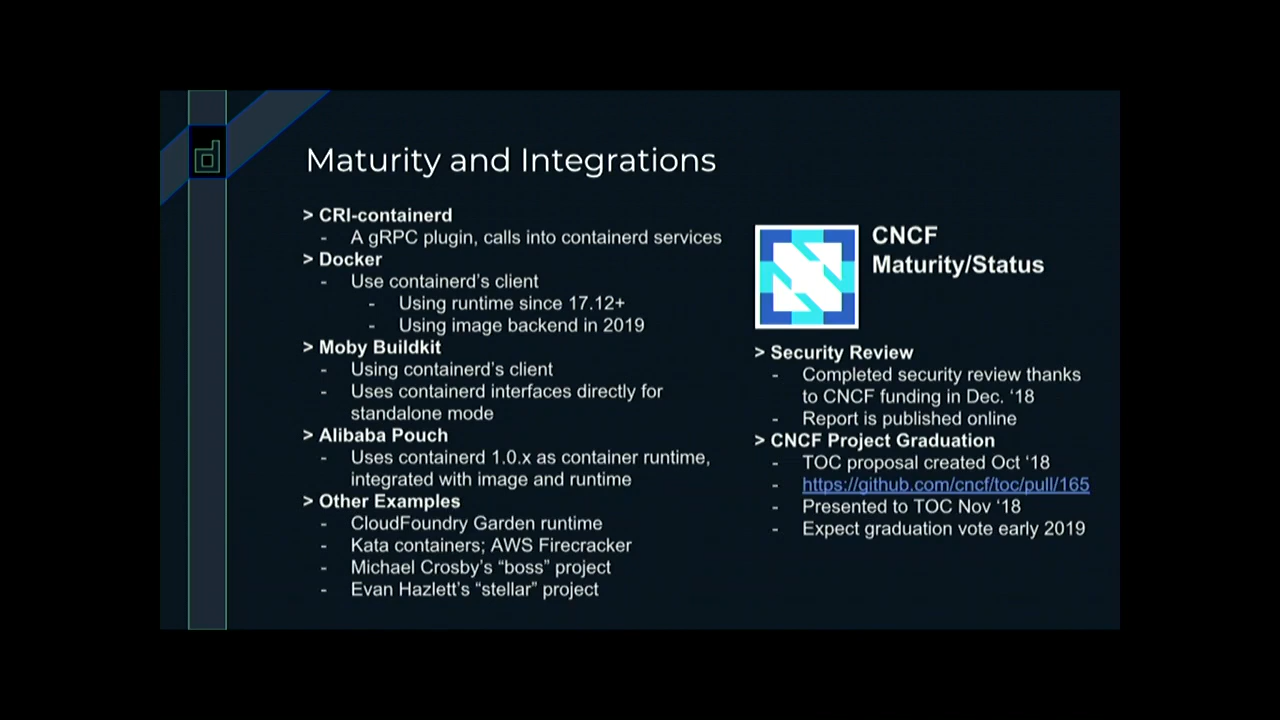 Maturity and Integrations
> CRI-containerd
- A gRPC plugin, calls into containerd services
> Docker
- Use containerd's client
- Using runtime since 17.12+
- Using image backend in 2019
> Moby Buildkit
- Using containerd's client
- Uses containerd interfaces directly for
standalone mode
> Alibaba Pouch
- Uses containerd 1.0.x as container runtime,
integrated with image and runtime
> Other Examples
- CloudFoundry Garden runtime
- Kata containers; AWS Firecracker
- Michael Crosby's “boss” project
- Evan Hazlett's “stellar” project
CNCF
Maturity/Status
> Security Review
- Completed security review thanks
to CNCF funding in Dec. ‘18
- Report is published online
> CNCF Project Graduation
- TOC proposal created Oct ‘18
- https://github.com/cncf/toc/pull/165
- Presented to TOC Nov ‘18
- Expect graduation vote early 2019